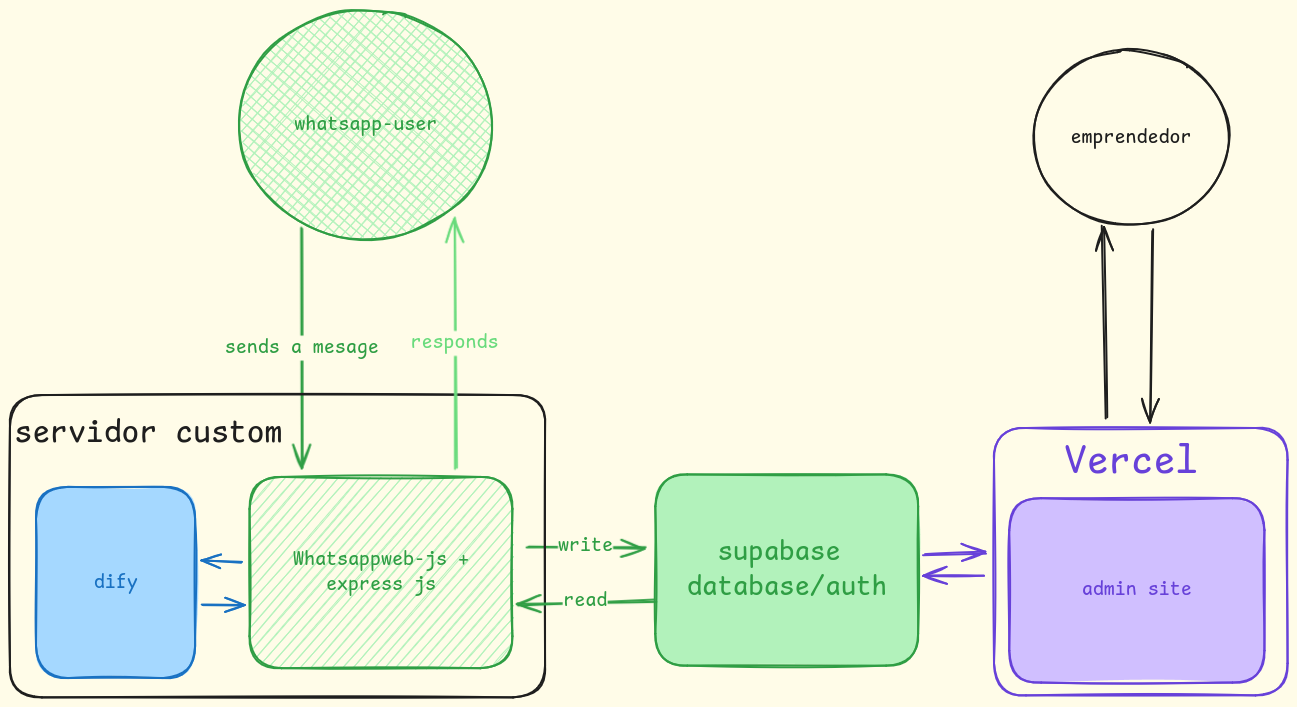 whatsapp-user
emprendedor
sends a mesage
responds
servidor custom
Vercel
dify
Whatsappweb-js +
express js
write
read
supabase
database/auth
admin site